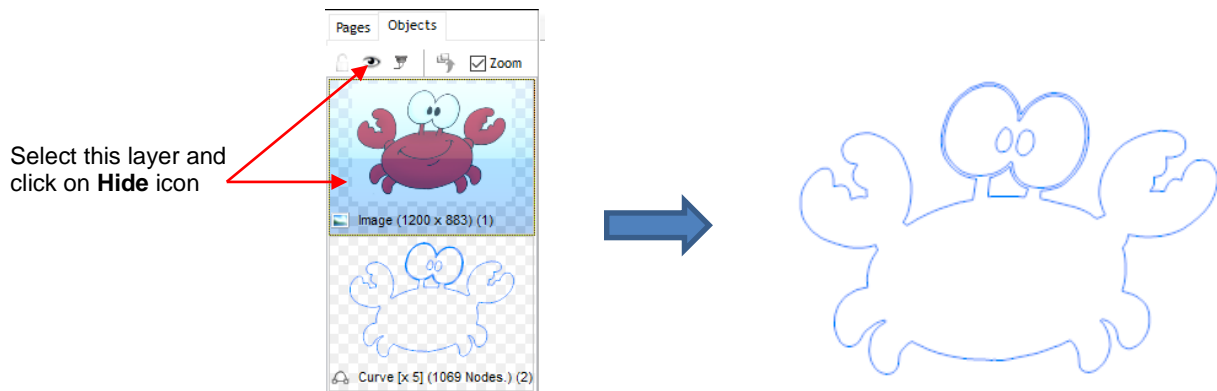 Pages Objects
Zoom
Select this layer and
click on Hide icon
Image (1200 x 883) (1)
Curve [x 5] (1069 Nodes.) (2)